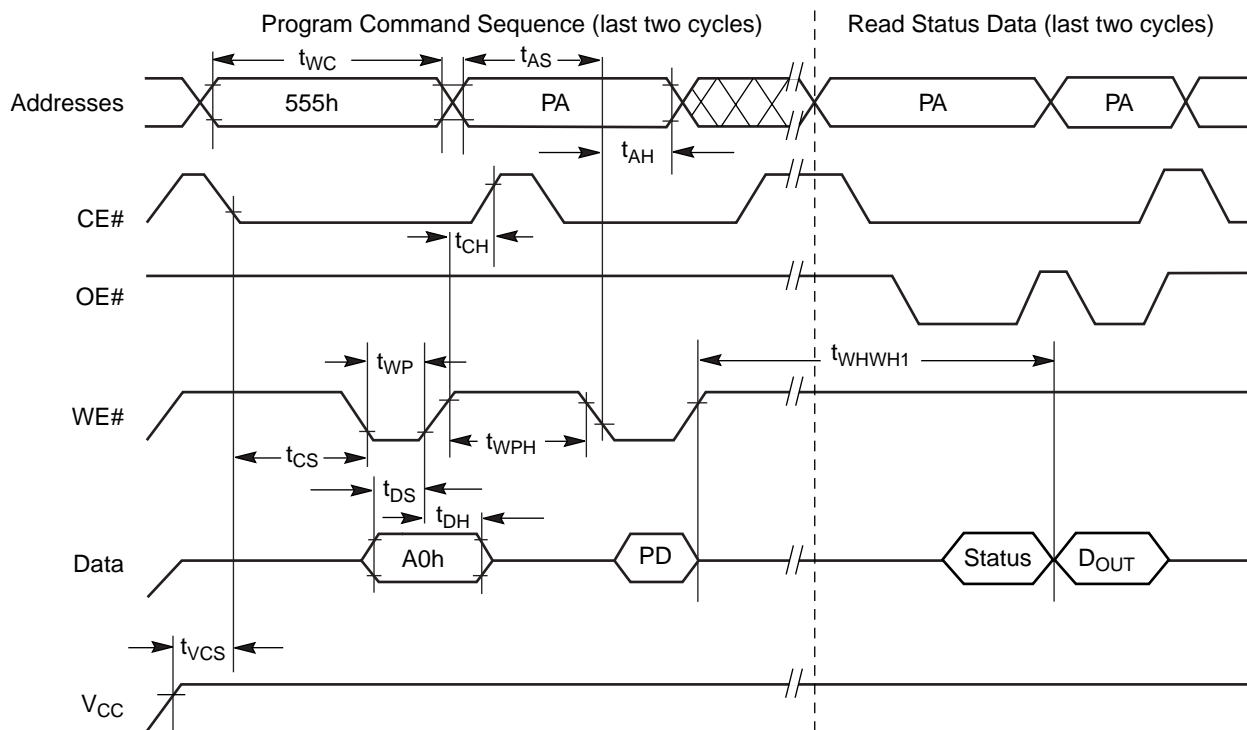 Program Command Sequence (last two cycles)
Read Status Data (last two cycles)
tWC
tAS
Addresses
555h
PA
PA
PA
tAH
CE#
tCH
OE#
tWP
tWHWH1
WE#
tCS
tWPH
tDS
tDH
Data
A0h
PD
Status
DOUT
tVCS
VCC